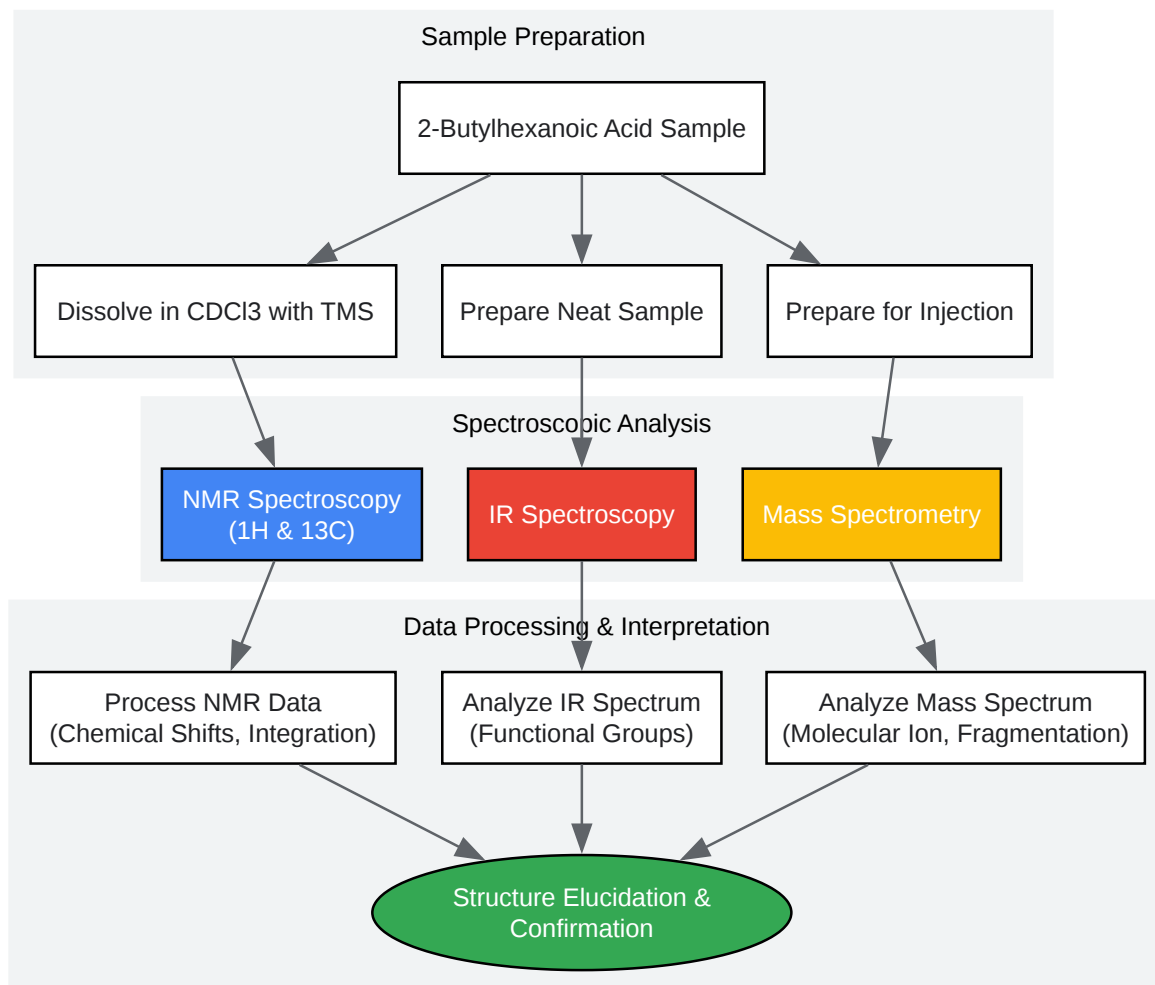 Sample Preparation
2-Butylhexanoic Acid Sample
Dissolve in CDCl3 with TMS
Prepare Neat Sample
Prepare for Injection
Spectroscopic Analysis
NMR Spectroscopy
(1H & 13C)
IR Spectroscopy
Mass Spectrometry
Data Processing & Interpretation
Process NMR Data
(Chemical Shifts, Integration)
Analyze IR Spectrum
(Functional Groups)
Analyze Mass Spectrum
(Molecular Ion, Fragmentation)
Structure Elucidation &
Confirmation